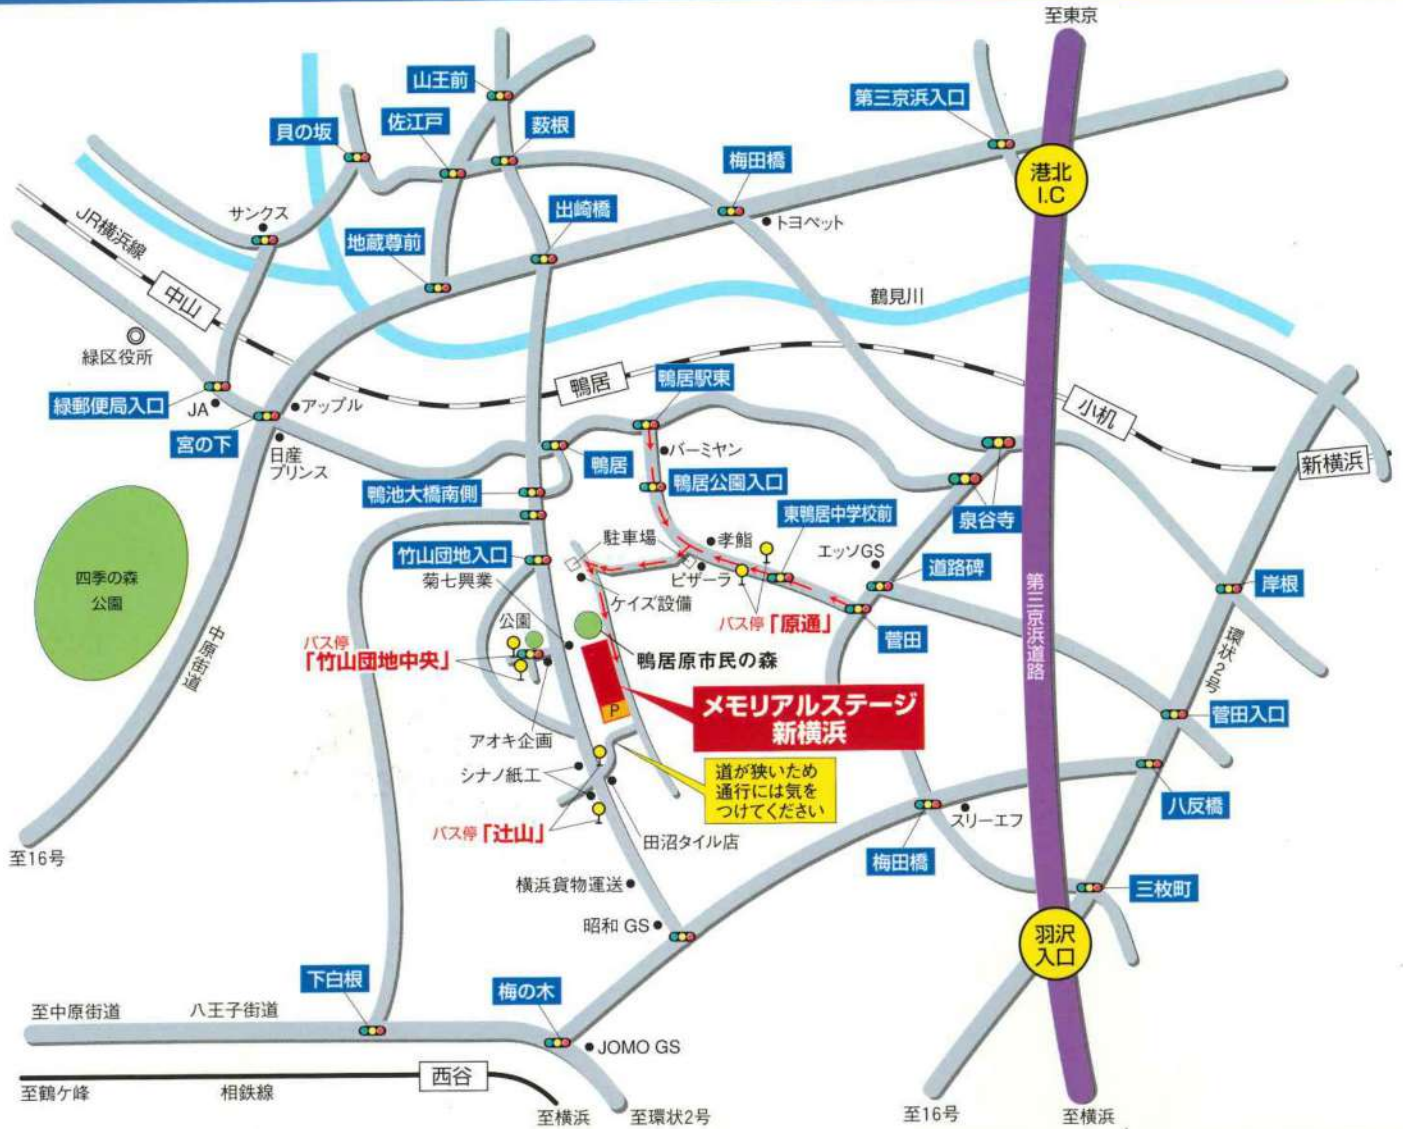 至東京
山王前
第三京浜入口
佐江戸
薮根
貝の坂
梅田橋
港北
I.C
サンクス
出崎橋
トヨペット
JR横浜線
地蔵尊前
中山
鶴見川
緑区役所
鴨居
鴨居駅東
緑郵便局入口
JA
アップル
小机
宮の下
日産
プリンス
鴨居
バーミヤン
新横浜
鴨池大橋南側
鴨居公園入口
泉谷寺
東鴨居中学校前
竹山団地入口
駐車場
孝鮨
エッソGS
道路碑
四季の森
公園
菊七興業
ピザーラ
第三京浜道路
岸根
ケイズ設備
バス停「原通」
菅田
公園
中原街道
バス停
「竹山団地中央」
鴨居原市民の森
環状2号
メモリアルステージ
新横浜
P
菅田入口
アオキ企画
シナノ紙工
道が狭いため
通行には気を
つけてください
八反橋
スリーエフ
バス停「辻山」
田沼タイル店
至16号
梅田橋
横浜貨物運送
三枚町
昭和 GS
羽沢
入口
下白根
梅の木
至中原街道
八王子街道
JOMO GS
西谷
至鶴ケ峰
相鉄線
至横浜
至環状2号
至16号
至横浜